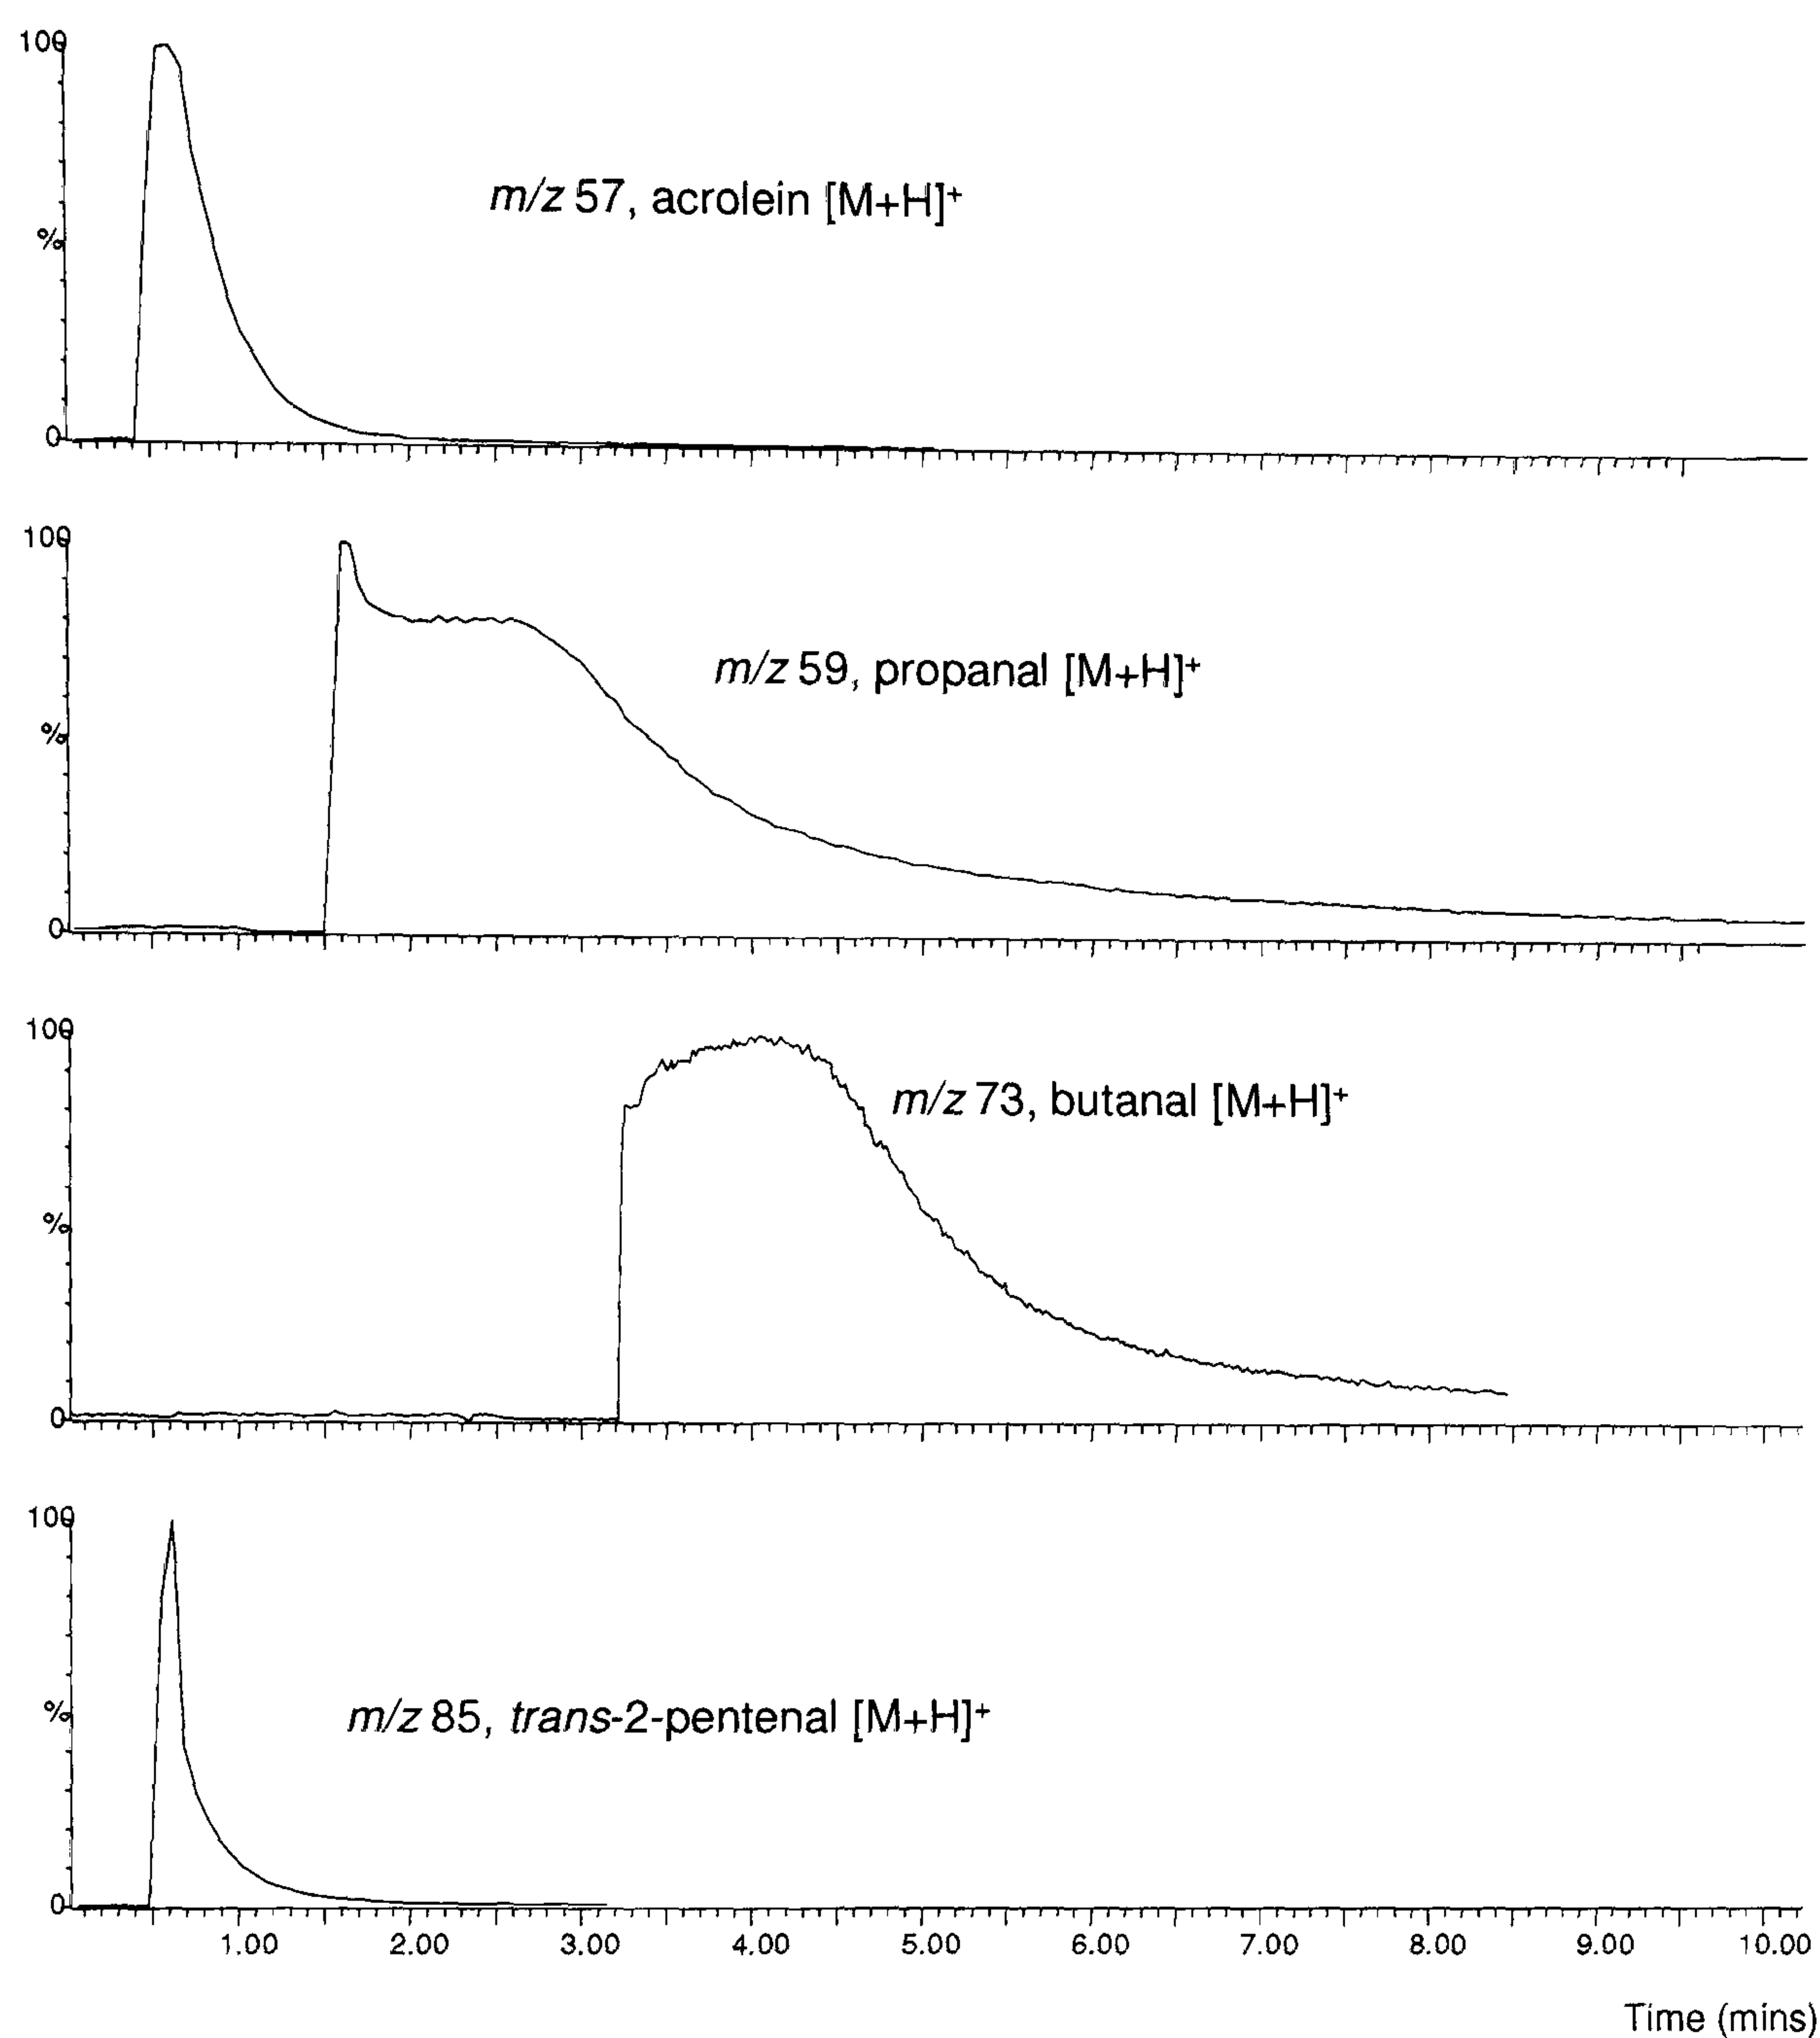 100
m/z 57, acrolein [M+H]+
%
0
100
m/z 59, propanal [M+H]+
%
0
100
m/z 73, butanal [M+H]+
%
0
100
m/z 85, trans-2-pentenal [M+H]+
%
0
1.00 2.00 3.00 4.00 5.00 6.00 7.00 8.00 9.00 10.00
Time (mins)